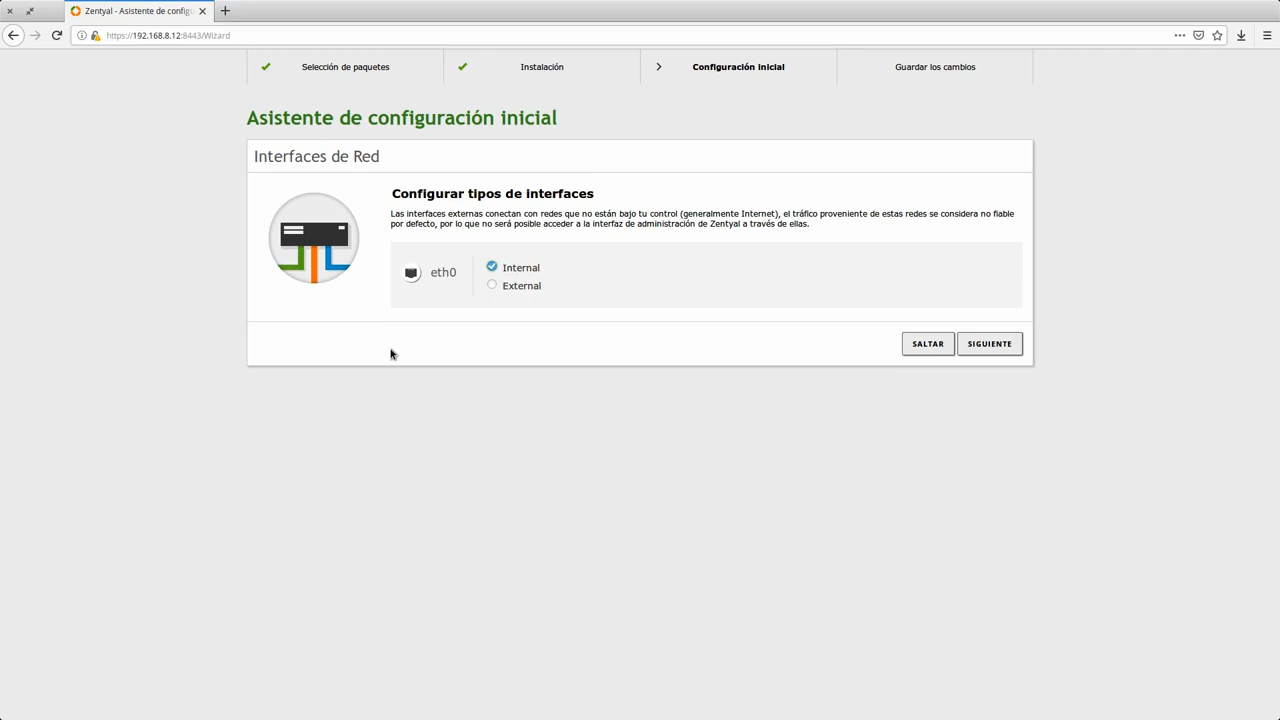 Zentyal - Asistente de configu
https://192.168.8.12:8443/Wizard
Selección de paquetes
Instalación
Configuración inicial
Guardar los cambios
Asistente de configuración inicial
Interfaces de Red
Configurar tipos de interfaces
Las interfaces externas conectan con redes que no están bajo tu control (generalmente Internet), el tráfico proveniente de estas redes se considera no fiable
por defecto, por lo que no será posible acceder a la interfaz de administración de Zentyal a través de ellas.
eth0
Internal
External
SALTAR
SIGUIENTE